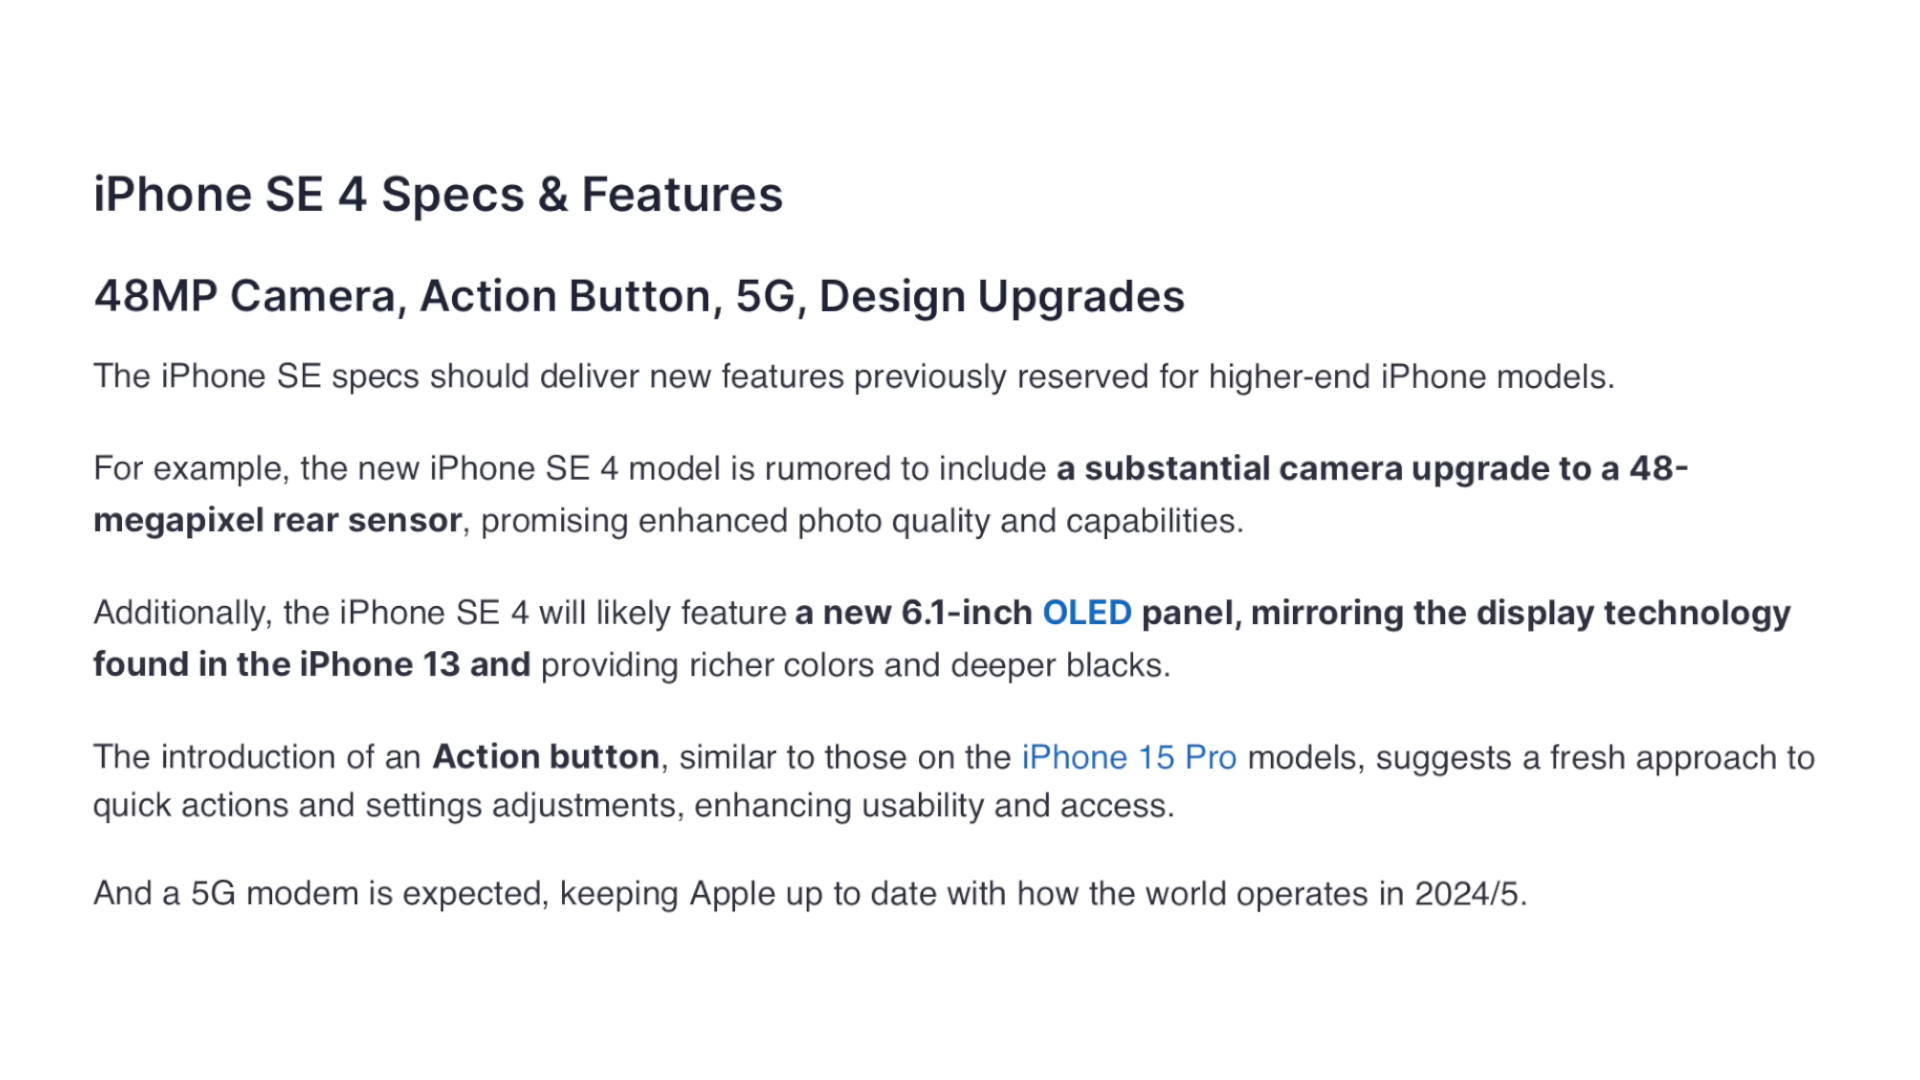 iPhone SE 4 Specs & Features
48MP Camera, Action Button, 5G, Design Upgrades
The iPhone SE specs should deliver new features previously reserved for higher-end iPhone models.
For example, the new iPhone SE 4 model is rumored to include a substantial camera upgrade to a 48-
megapixel rear sensor, promising enhanced photo quality and capabilities.
Additionally, the iPhone SE 4 will likely feature a new 6.1-inch OLED panel, mirroring the display technology
found in the iPhone 13 and providing richer colors and deeper blacks.
The introduction of an Action button, similar to those on the iPhone 15 Pro models, suggests a fresh approach to
quick actions and settings adjustments, enhancing usability and access.
And a 5G modem is expected, keeping Apple up to date with how the world operates in 2024/5.